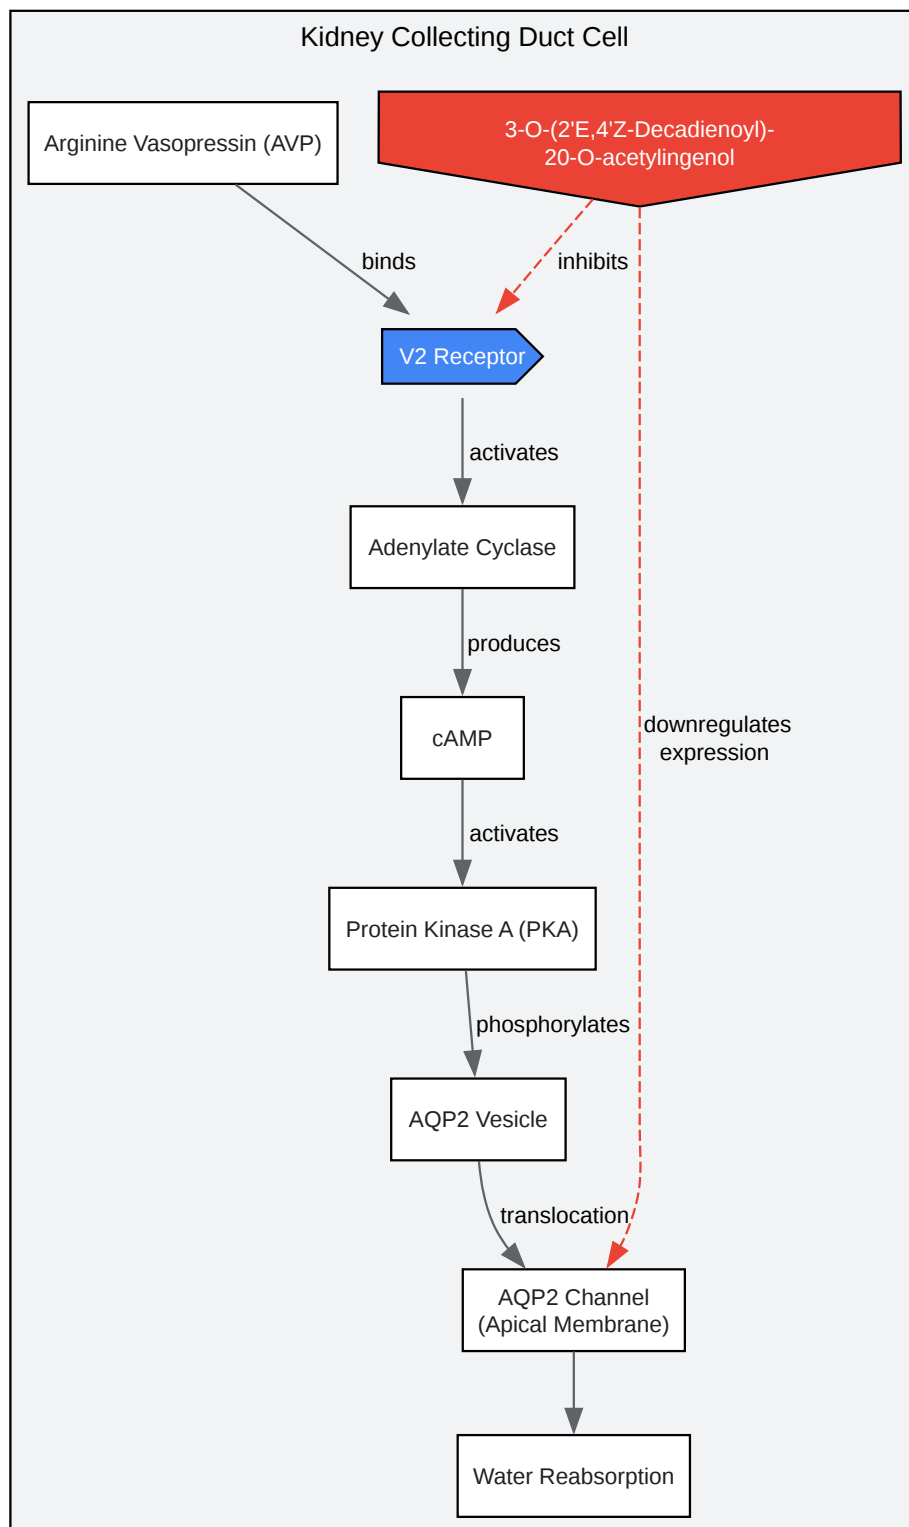 Kidney Collecting Duct Cell
Arginine Vasopressin (AVP)
3-O-(2'E,4'Z-Decadienoyl)-
20-O-acetylingenol
binds
inhibits
V2 Receptor
activates
Adenylate Cyclase
produces
cAMP
downregulates
expression
activates
Protein Kinase A (PKA)
phosphorylates
AQP2 Vesicle
translocation
AQP2 Channel
(Apical Membrane)
Water Reabsorption